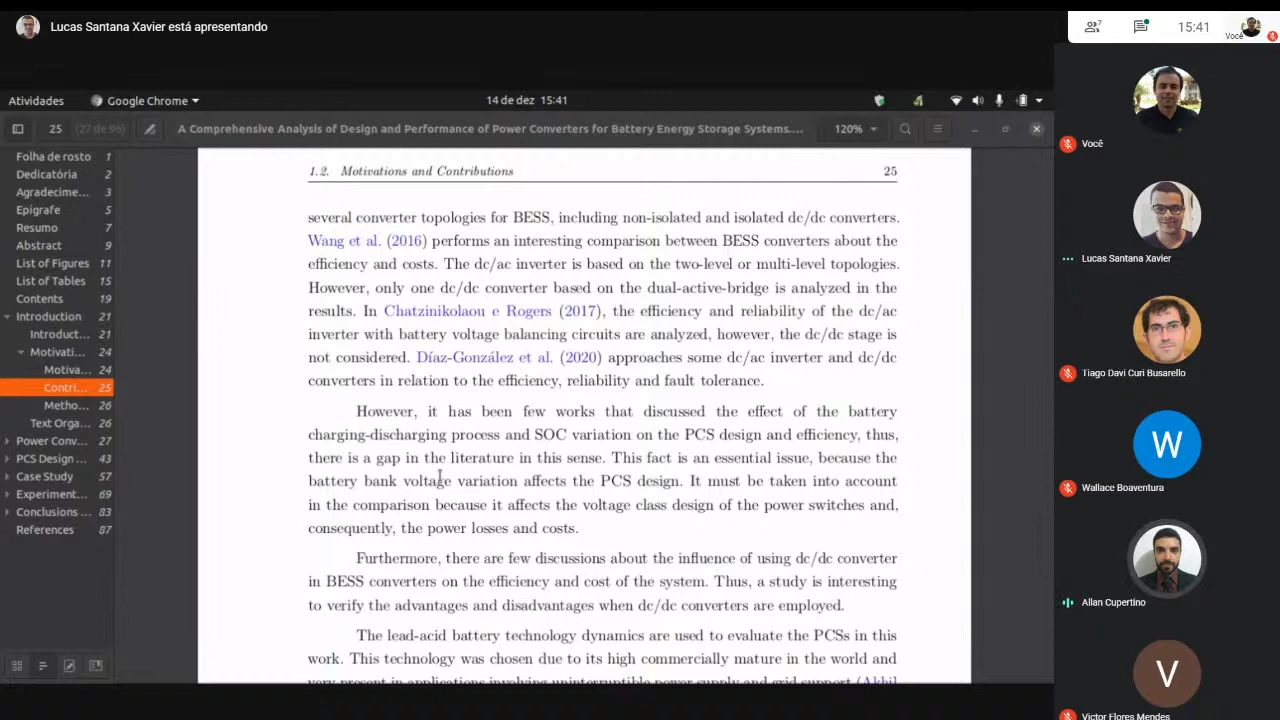 Lucas Santana Xavier está apresentando
7
15:41
Você
Atividades
Google Chrome
14 de dez 15:41
25
(27 de 96)
A Comprehensive Analysis of Design and Performance of Power Converters for Battery Energy Storage Systems....
120%
Folha de rosto 1
Dedicatória 2
Agradecime... 3
Epigrafe 5
Resumo 7
Abstract 9
List of Figures 11
List of Tables 15
Contents 19
Introduction 21
Introduct... 21
Motivati... 24
Motiva... 24
Contri... 25
Metho... 26
Text Orga... 26
Power Conv... 27
PCS Design ... 43
Case Study 57
Experiment... 69
Conclusions ... 83
References 87
1.2. Motivations and Contributions 25
several converter topologies for BESS, including non-isolated and isolated dc/dc converters.
Wang et al. (2016) performs an interesting comparison between BESS converters about the
efficiency and costs. The dc/ac inverter is based on the two-level or multi-level topologies.
However, only one dc/dc converter based on the dual-active-bridge is analyzed in the
results. In Chatzinikolaou e Rogers (2017), the efficiency and reliability of the dc/ac
inverter with battery voltage balancing circuits are analyzed, however, the dc/dc stage is
not considered. Díaz-González et al. (2020) approaches some dc/ac inverter and dc/dc
converters in relation to the efficiency, reliability and fault tolerance.
However, it has been few works that discussed the effect of the battery
charging-discharging process and SOC variation on the PCS design and efficiency, thus,
there is a gap in the literature in this sense. This fact is an essential issue, because the
battery bank voltage variation affects the PCS design. It must be taken into account
in the comparison because it affects the voltage class design of the power switches and,
consequently, the power losses and costs.
Furthermore, there are few discussions about the influence of using dc/dc converter
in BESS converters on the efficiency and cost of the system. Thus, a study is interesting
to verify the advantages and disadvantages when dc/dc converters are employed.
The lead-acid battery technology dynamics are used to evaluate the PCSs in this
work. This technology was chosen due to its high commercially mature in the world and
very present in applications involving uninterruptible power supply and grid support (Akhil
Você
Lucas Santana Xavier
Tiago Davi Curi Busarello
W
Wallace Boaventura
Allan Cupertino
V
Victor Flores Mendes